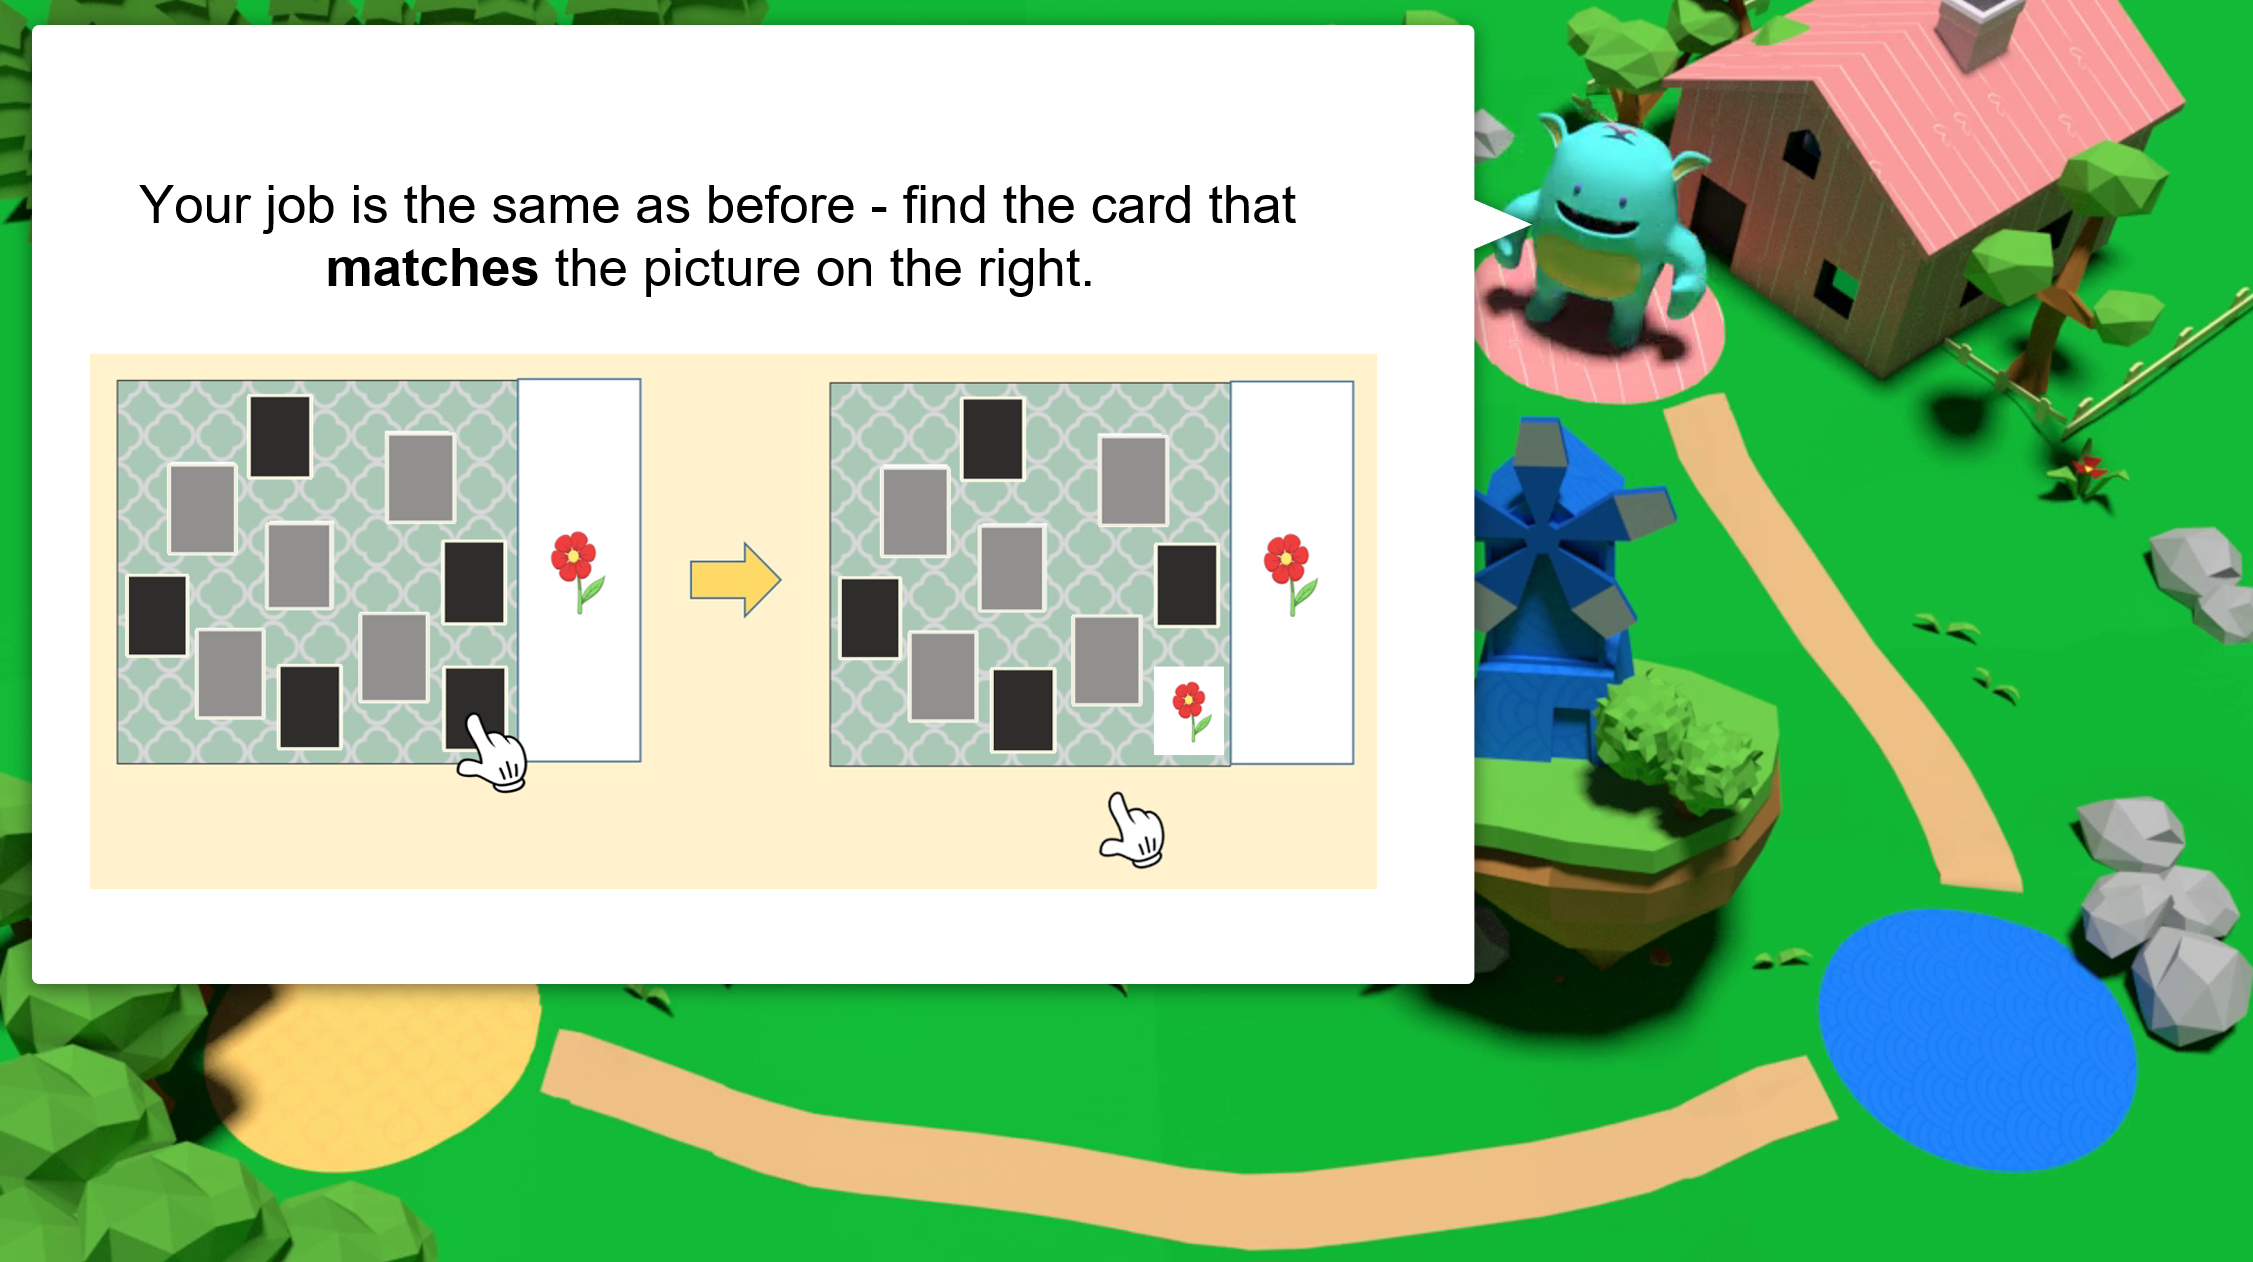 Your job is the same as before - find the card that
matches the picture on the right.